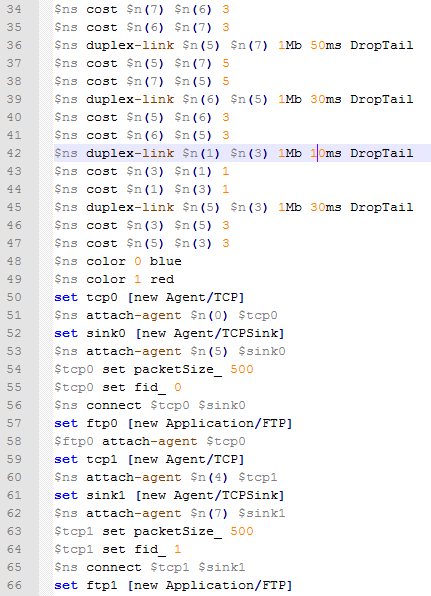 34 $ns cost $n(7) $n(6) 3
35 $ns cost $n(6) $n(7) 3
36 $ns duplex-link $n(5) $n(7) 1Mb 50ms DropTail
37 $ns cost $n(5) $n(7) 5
38 $ns cost $n(7) $n(5) 5
39 $ns duplex-link $n(6) $n(5) 1Mb 30ms DropTail
40 $ns cost $n(5) $n(6) 3
41 $ns cost $n(6) $n(5) 3
42 $ns duplex-link $n(1) $n(3) 1Mb 10ms DropTail
43 $ns cost $n(3) $n(1) 1
44 $ns cost $n(1) $n(3) 1
45 $ns duplex-link $n(5) $n(3) 1Mb 30ms DropTail
46 $ns cost $n(3) $n(5) 3
47 $ns cost $n(5) $n(3) 3
48 $ns color 0 blue
49 $ns color 1 red
50 set tcp0 [new Agent/TCP]
51 $ns attach-agent $n(0) $tcp0
52 set sink0 [new Agent/TCPSink]
53 $ns attach-agent $n(5) $sink0
54 $tcp0 set packetSize_ 500
55 $tcp0 set fid_ 0
56 $ns connect $tcp0 $sink0
57 set ftp0 [new Application/FTP]
58 $ftp0 attach-agent $tcp0
59 set tcp1 [new Agent/TCP]
60 $ns attach-agent $n(4) $tcp1
61 set sink1 [new Agent/TCPSink]
62 $ns attach-agent $n(7) $sink1
63 $tcp1 set packetSize_ 500
64 $tcp1 set fid_ 1
65 $ns connect $tcp1 $sink1
66 set ftp1 [new Application/FTP]